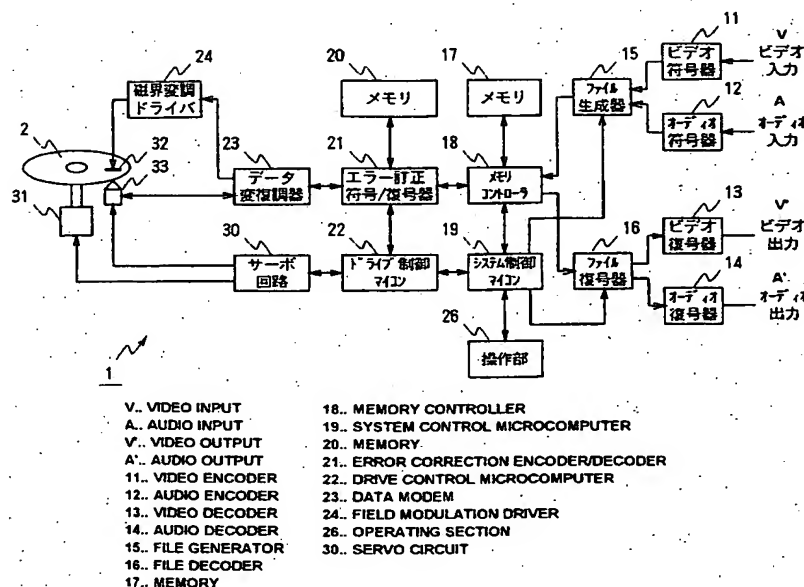 24
磁界変調
ドライバ
20
メモリ
17
メモリ
15
ファイル
生成器
11
ビデオ
符号器
V
ビデオ
入力
12
オーディオ
符号器
A
オーディオ
入力
2
32
33
31
23
データ
変復調器
21
エラー訂正
符号/復号器
18
メモリ
コントローラ
13
ビデオ
復号器
V'
ビデオ
出力
30
サーボ
回路
22
ドライブ制御
マイコン
19
システム制御
マイコン
16
ファイル
復号器
14
オーディオ
復号器
A'
オーディオ
出力
26
操作部
1
V.. VIDEO INPUT
A.. AUDIO INPUT
V'.. VIDEO OUTPUT
A'.. AUDIO OUTPUT
11.. VIDEO ENCODER
12.. AUDIO ENCODER
13.. VIDEO DECODER
14.. AUDIO DECODER
15.. FILE GENERATOR
16.. FILE DECODER
17.. MEMORY
18.. MEMORY CONTROLLER
19.. SYSTEM CONTROL MICROCOMPUTER
20.. MEMORY
21.. ERROR CORRECTION ENCODER/DECODER
22.. DRIVE CONTROL MICROCOMPUTER
23.. DATA MODEM
24.. FIELD MODULATION DRIVER
26.. OPERATING SECTION
30.. SERVO CIRCUIT